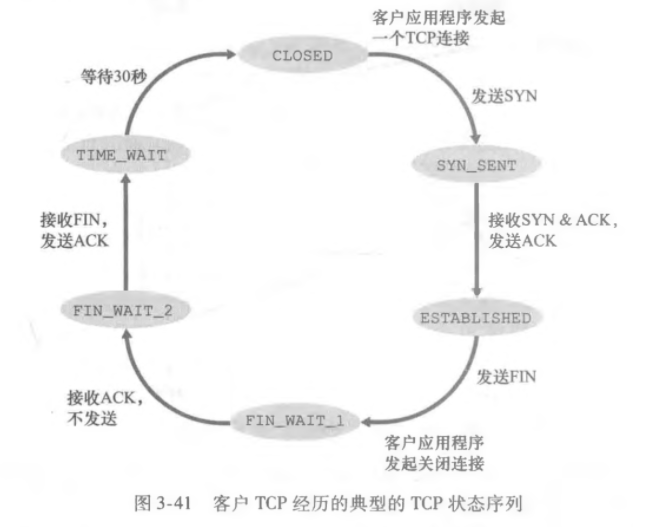 客户应用程序发起
一个TCP连接
CLOSED
等待30秒
发送SYN
TIME_WAIT
SYN_SENT
接收FIN，
发送ACK
接收SYN & ACK，
发送ACK
FIN_WAIT_2
ESTABLISHED
发送FIN
接收ACK，
不发送
FIN_WAIT_1
客户应用程序
发起关闭连接
图 3-41 客户 TCP 经历的典型的 TCP 状态序列